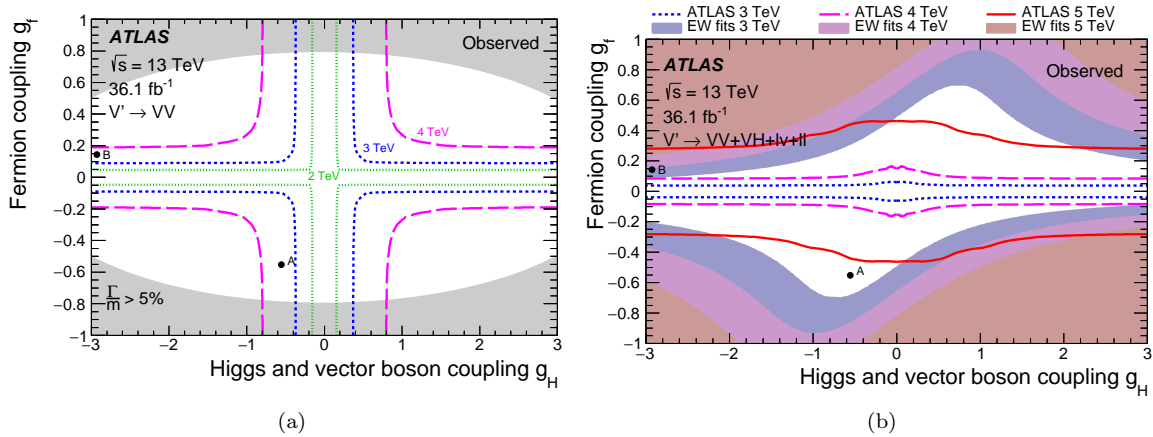 ATLAS
√s = 13 TeV
36.1 fb⁻¹
V' → VV
Observed
4 TeV
3 TeV
2 TeV
B
A
Γ/m > 5%
Fermion coupling g_f
1
0.8
0.6
0.4
0.2
0
−0.2
−0.4
−0.6
−0.8
−1
−3 −2 −1 0 1 2 3
Higgs and vector boson coupling g_H
(a)
ATLAS 3 TeV ATLAS 4 TeV ATLAS 5 TeV
EW fits 3 TeV EW fits 4 TeV EW fits 5 TeV
ATLAS
√s = 13 TeV
36.1 fb⁻¹
V' → VV+VH+lv+ll
Observed
B
A
Fermion coupling g_f
1
0.8
0.6
0.4
0.2
0
−0.2
−0.4
−0.6
−0.8
−1
−3 −2 −1 0 1 2 3
Higgs and vector boson coupling g_H
(b)